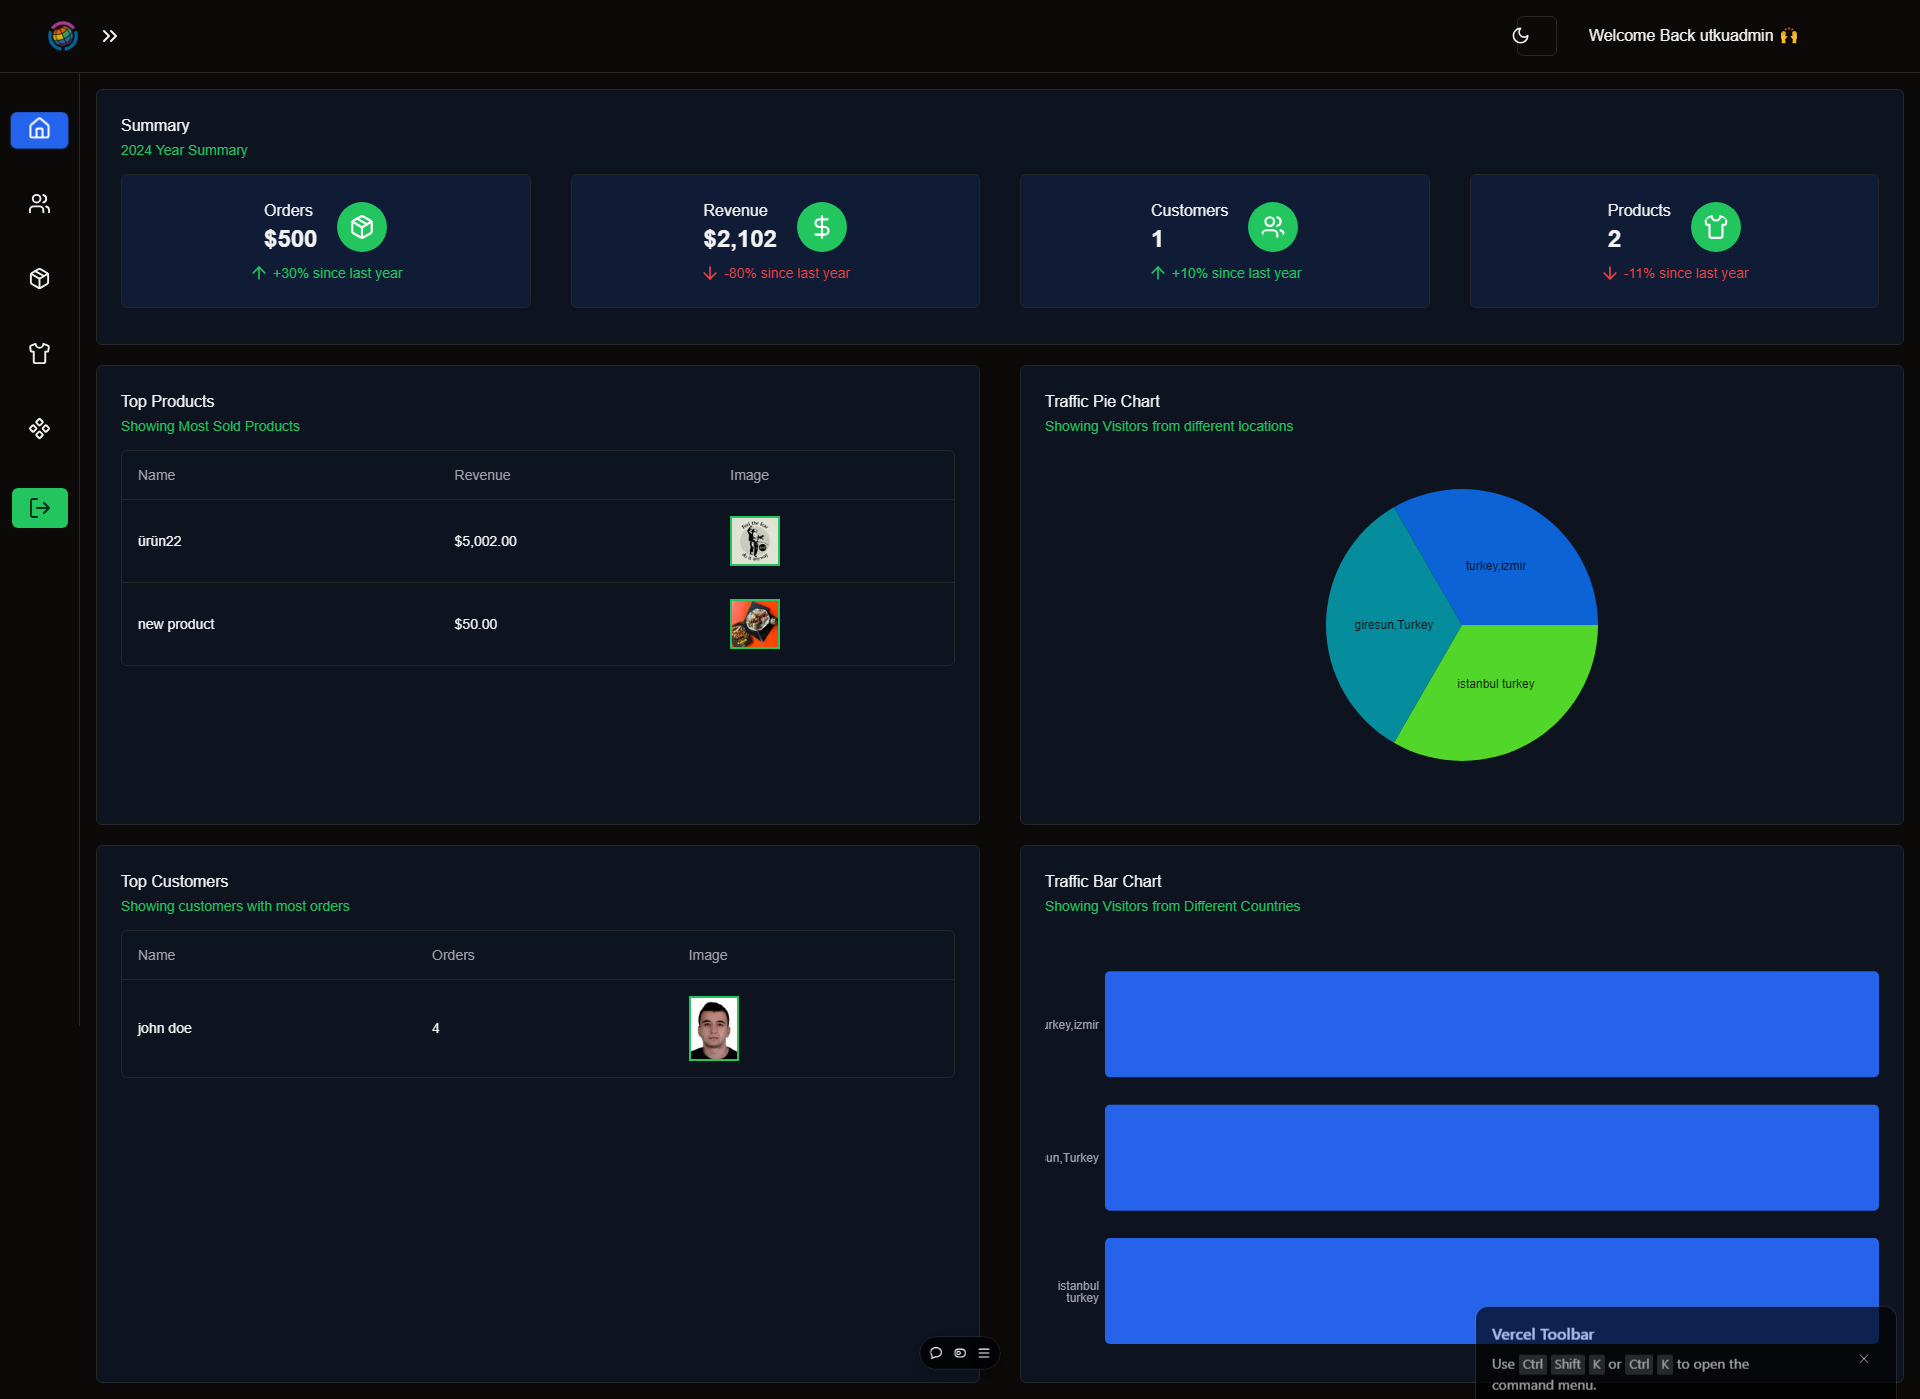 Welcome Back utkuadmin 🙌
Summary
2024 Year Summary
Orders
$500
+30% since last year
Revenue
$2,102
-80% since last year
Customers
1
+10% since last year
Products
2
-11% since last year
Top Products
Showing Most Sold Products
Name Revenue Image
ürün22 $5,002.00
new product $50.00
Traffic Pie Chart
Showing Visitors from different locations
turkey,izmir
giresun,Turkey
istanbul turkey
Top Customers
Showing customers with most orders
Name Orders Image
john doe 4
Traffic Bar Chart
Showing Visitors from Different Countries
urkey,izmir
sun,Turkey
istanbul
turkey
Vercel Toolbar
Use Ctrl Shift K or Ctrl K to open the
command menu.